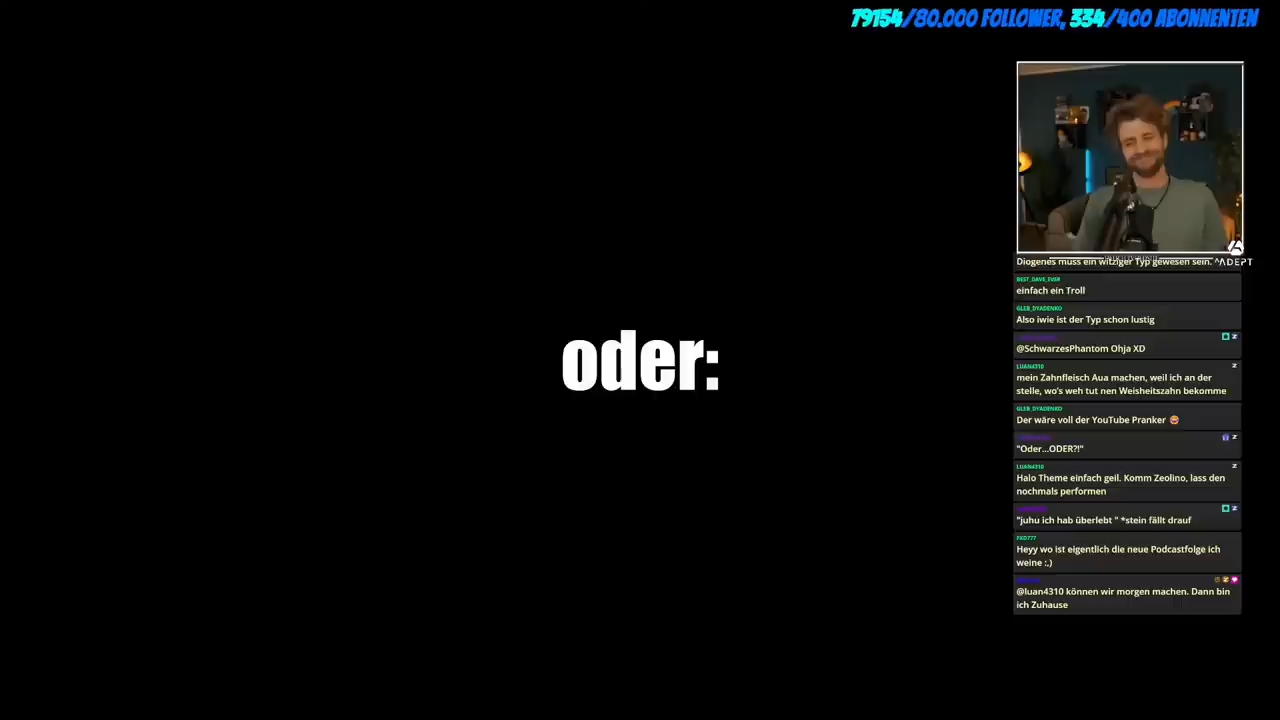 79154/80.000 FOLLOWER, 334/400 ABONNENTEN
ADEPT
Diogenes muss ein witziger Typ gewesen sein. ^^
BEST_DAVE_EVER
einfach ein Troll
GLEB_DYADENKO
Also iwie ist der Typ schon lustig
@SchwarzesPhantom Ohja XD
LUAN4310
mein Zahnfleisch Aua machen, weil ich an der
stelle, wo's weh tut nen Weisheitszahn bekomme
oder:
GLEB_DYADENKO
Der wäre voll der YouTube Pranker
"Oder...ODER?!"
LUAN4310
Halo Theme einfach geil. Komm Zeolino, lass den
nochmals performen
"juhu ich hab überlebt " *stein fällt drauf
FKD777
Heyy wo ist eigentlich die neue Podcastfolge ich
weine :,)
@luan4310 können wir morgen machen. Dann bin
ich Zuhause